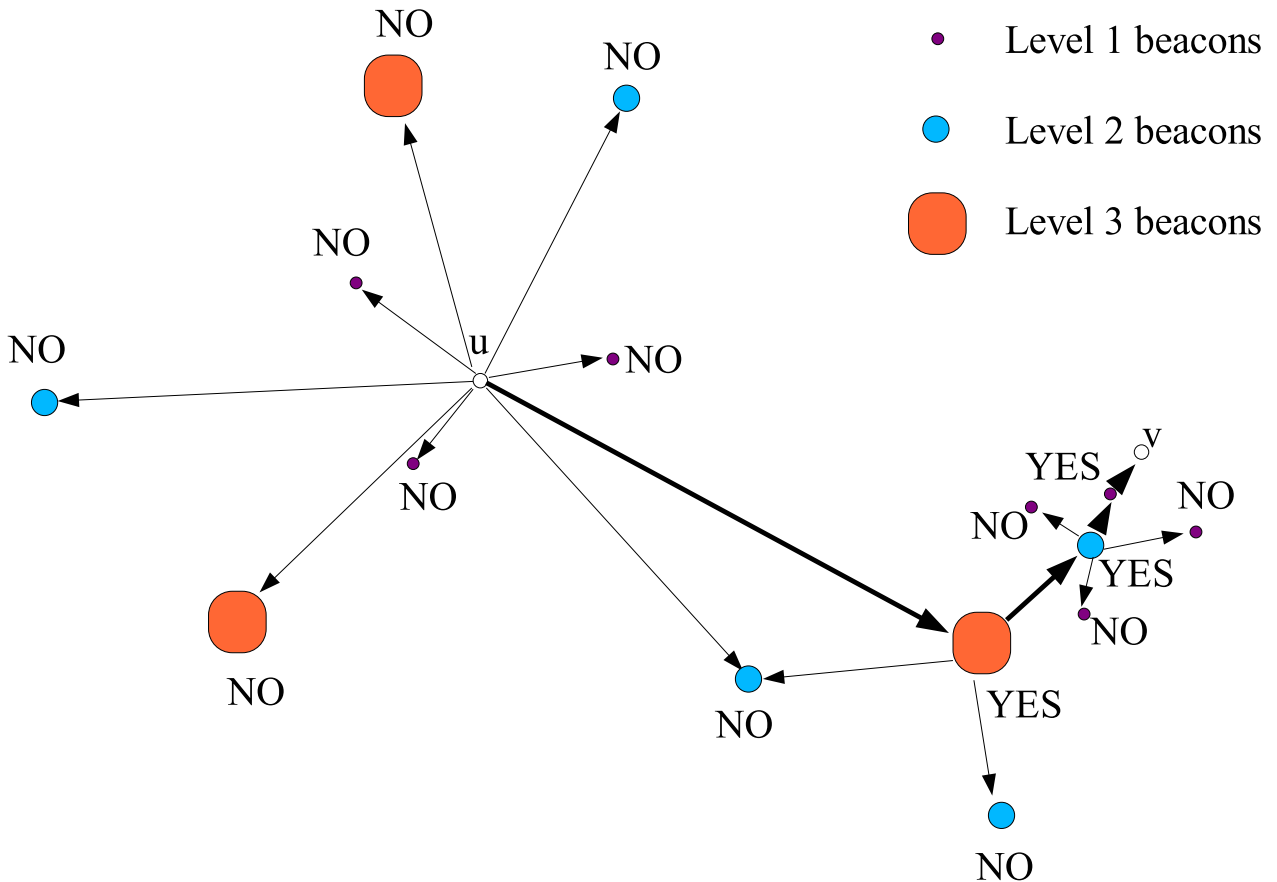 NO
NO
Level 1 beacons
Level 2 beacons
Level 3 beacons
NO
NO
u
NO
v
YES
NO
NO
NO
YES
NO
NO
YES
NO
NO